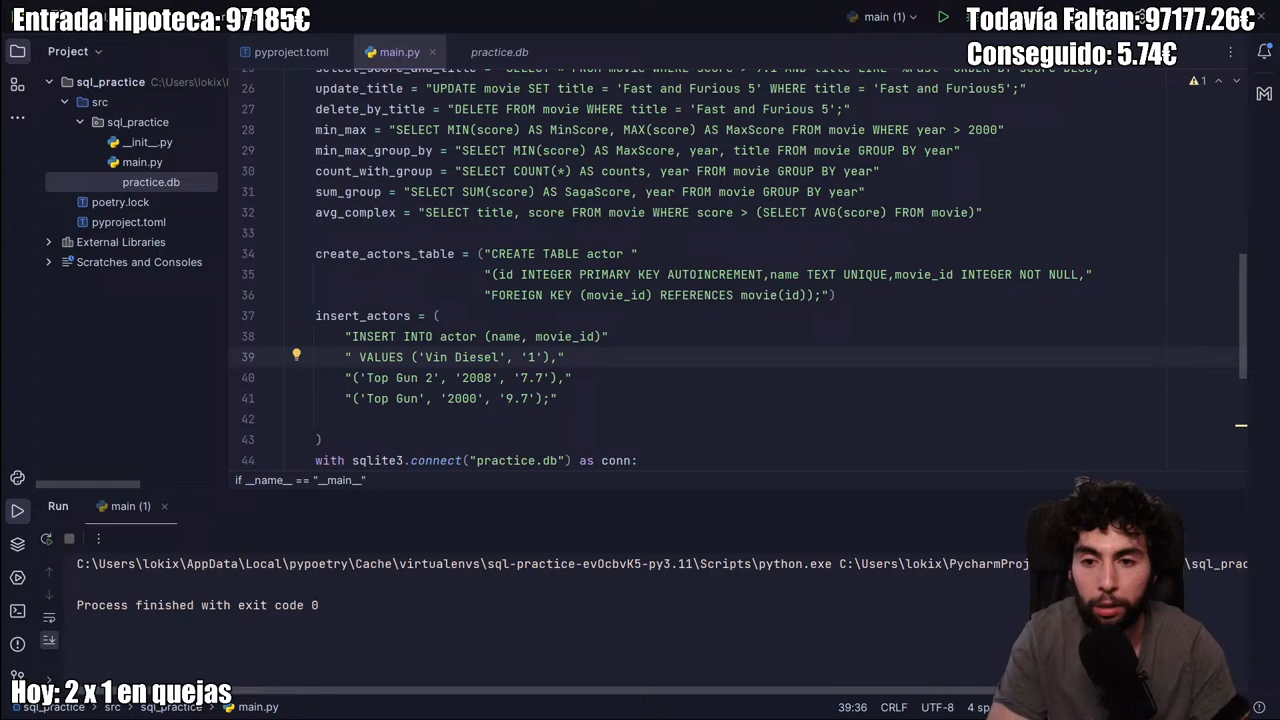 Entrada Hipoteca: 97185€
main (1)
Todavía Faltan: 97177.26€
Conseguido: 5.74€
Project
pyproject.toml
main.py
practice.db
sql_practice C:\Users\lokix\
src
sql_practice
__init__.py
main.py
practice.db
poetry.lock
pyproject.toml
External Libraries
Scratches and Consoles
1
26 update_title = "UPDATE movie SET title = 'Fast and Furious 5' WHERE title = 'Fast and Furious5';"
27 delete_by_title = "DELETE FROM movie WHERE title = 'Fast and Furious 5';"
28 min_max = "SELECT MIN(score) AS MinScore, MAX(score) AS MaxScore FROM movie WHERE year > 2000"
29 min_max_group_by = "SELECT MIN(score) AS MaxScore, year, title FROM movie GROUP BY year"
30 count_with_group = "SELECT COUNT(*) AS counts, year FROM movie GROUP BY year"
31 sum_group = "SELECT SUM(score) AS SagaScore, year FROM movie GROUP BY year"
32 avg_complex = "SELECT title, score FROM movie WHERE score > (SELECT AVG(score) FROM movie)"
33
34 create_actors_table = ("CREATE TABLE actor "
35 "(id INTEGER PRIMARY KEY AUTOINCREMENT,name TEXT UNIQUE,movie_id INTEGER NOT NULL,"
36 "FOREIGN KEY (movie_id) REFERENCES movie(id));")
37 insert_actors = (
38 "INSERT INTO actor (name, movie_id)"
39 " VALUES ('Vin Diesel', '1'),"
40 "('Top Gun 2', '2008', '7.7'),"
41 "('Top Gun', '2000', '9.7');"
42
43 )
44 with sqlite3.connect("practice.db") as conn:
if __name__ == "__main__"
Run
main (1)
C:\Users\lokix\AppData\Local\pypoetry\Cache\virtualenvs\sql-practice-evOcbvK5-py3.11\Scripts\python.exe C:\Users\lokix\PycharmProj
\sql_prac
Process finished with exit code 0
Hoy: 2 x 1 en quejas
sql_practice > src > sql_practice > main.py
39:36 CRLF UTF-8 4 sp